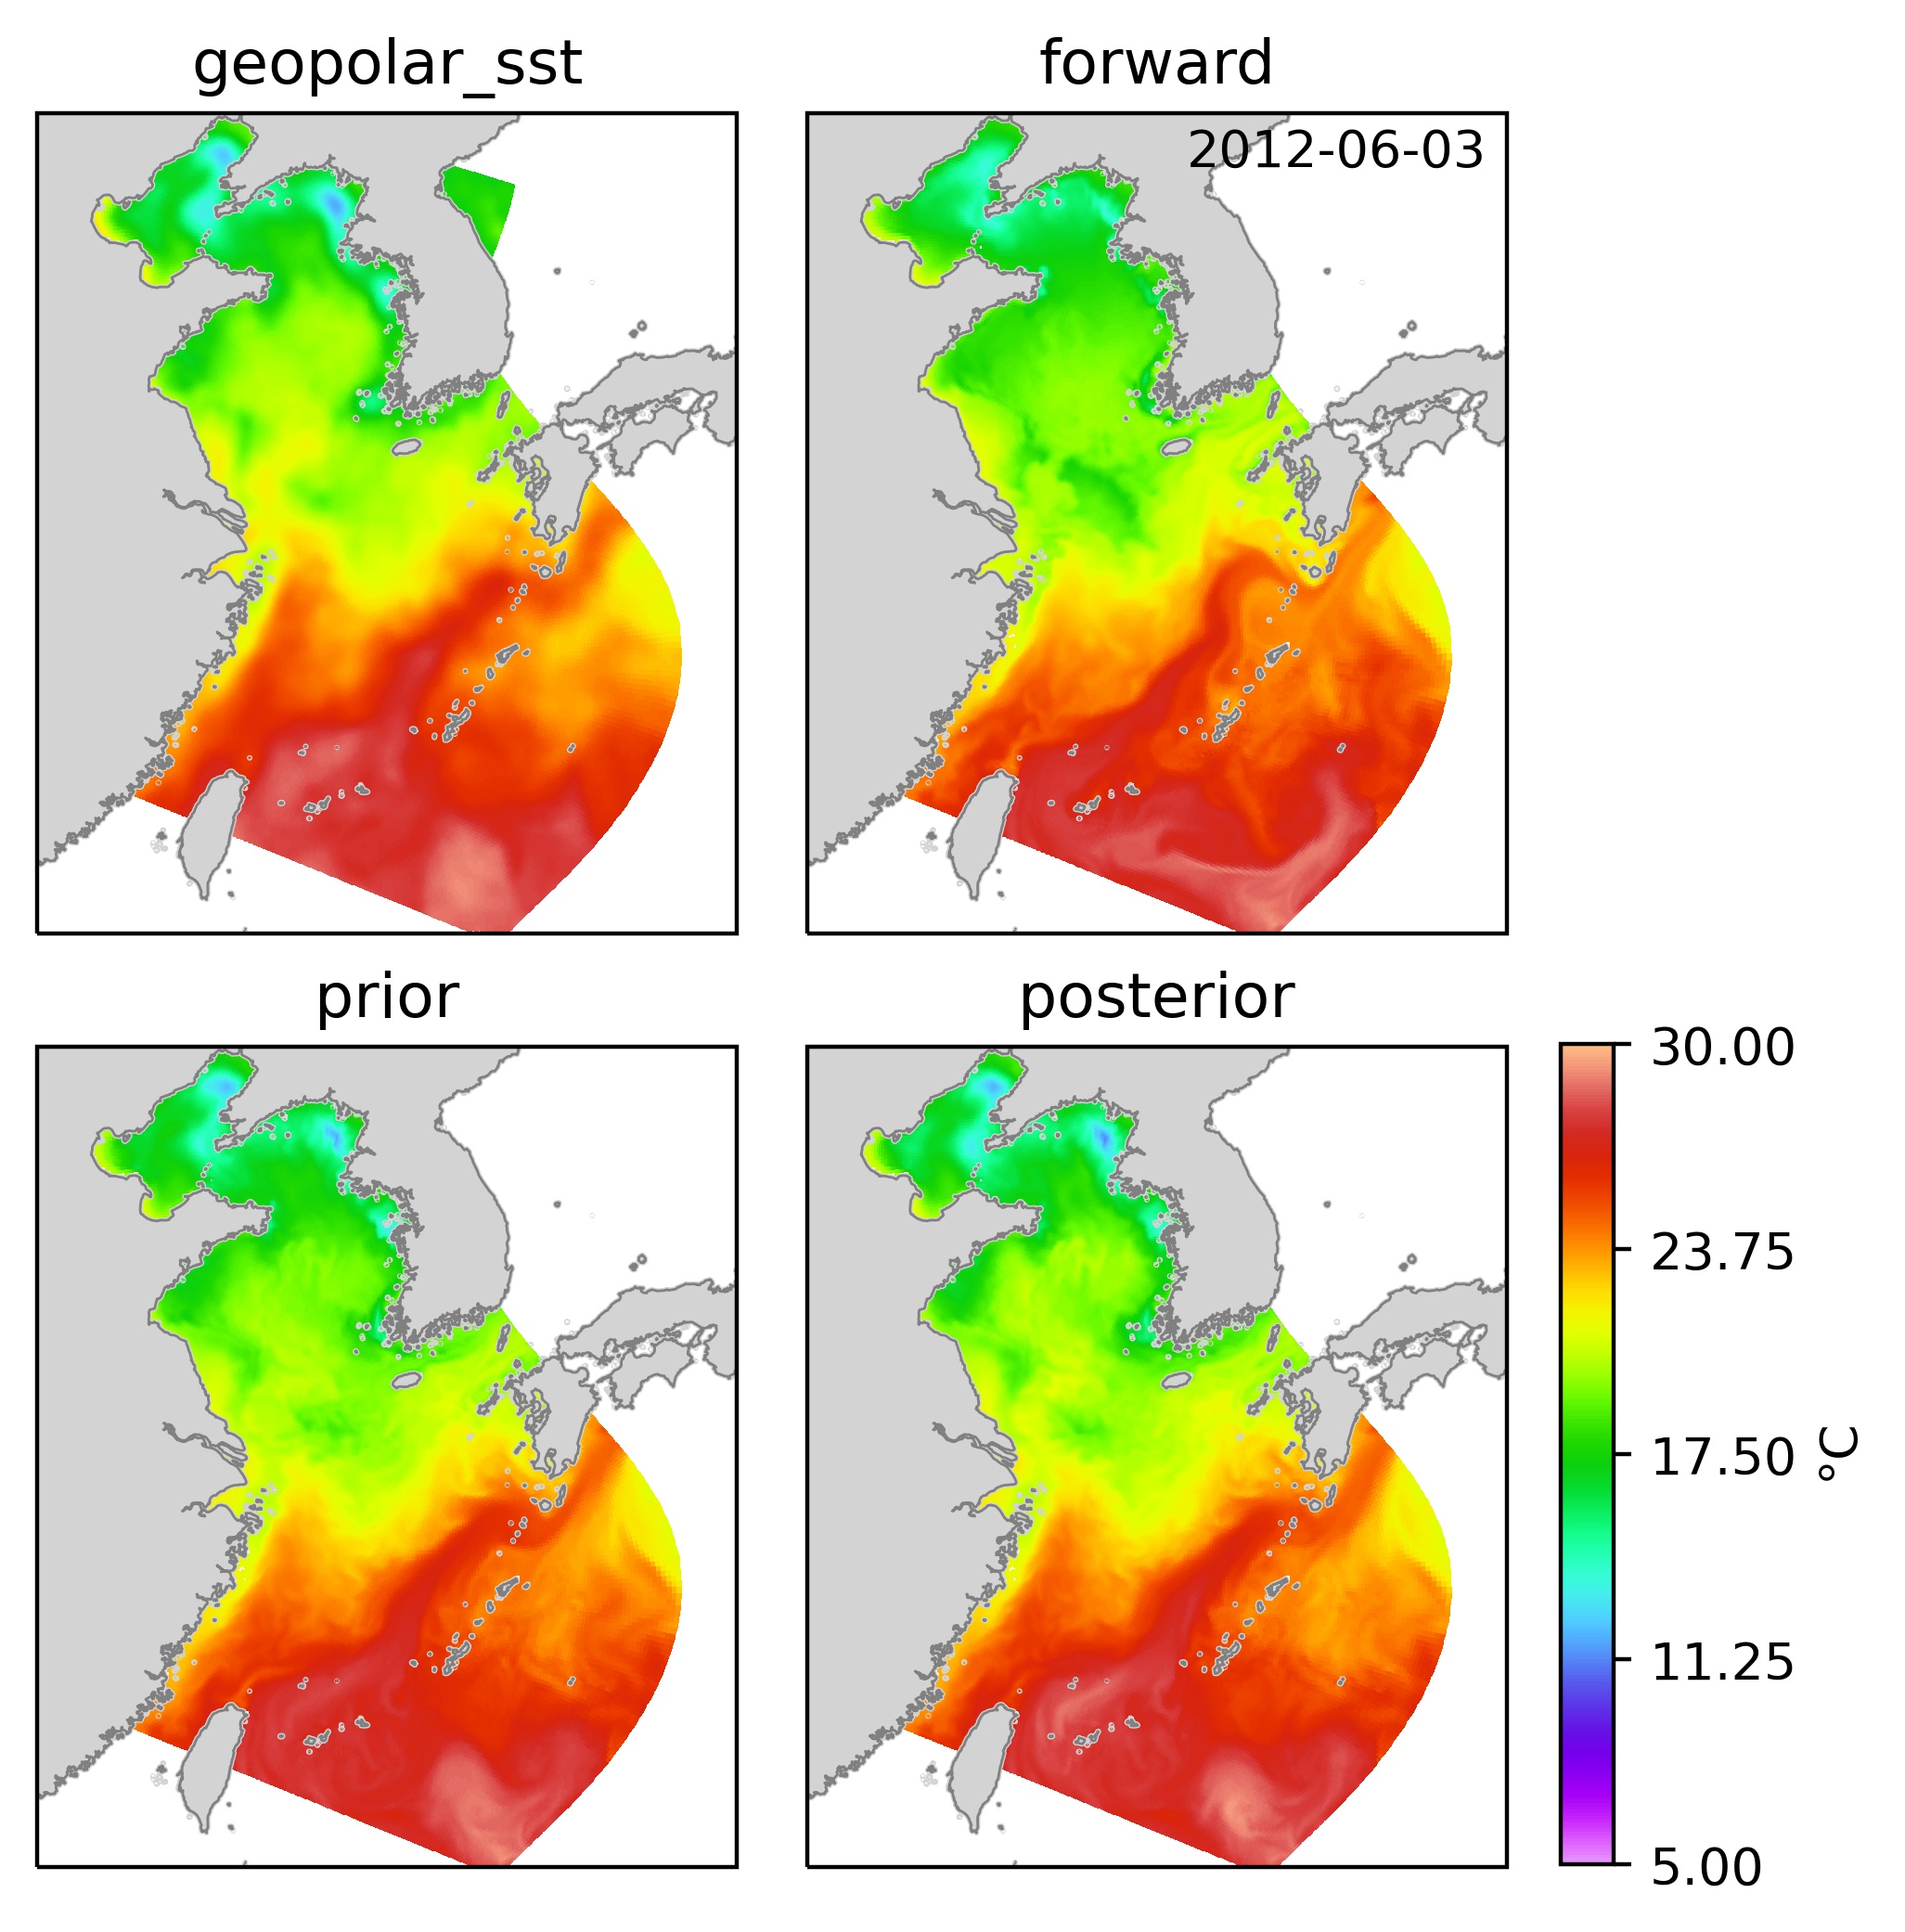 geopolar_sst
forward
2012-06-03
prior
posterior
30.00
23.75
17.50
11.25
5.00
°C